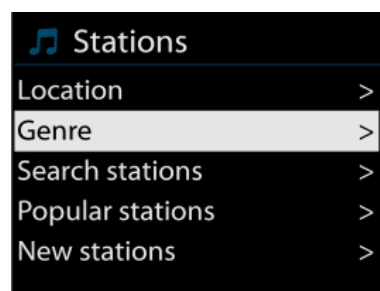 Stations
Location >
Genre >
Search stations >
Popular stations >
New stations >